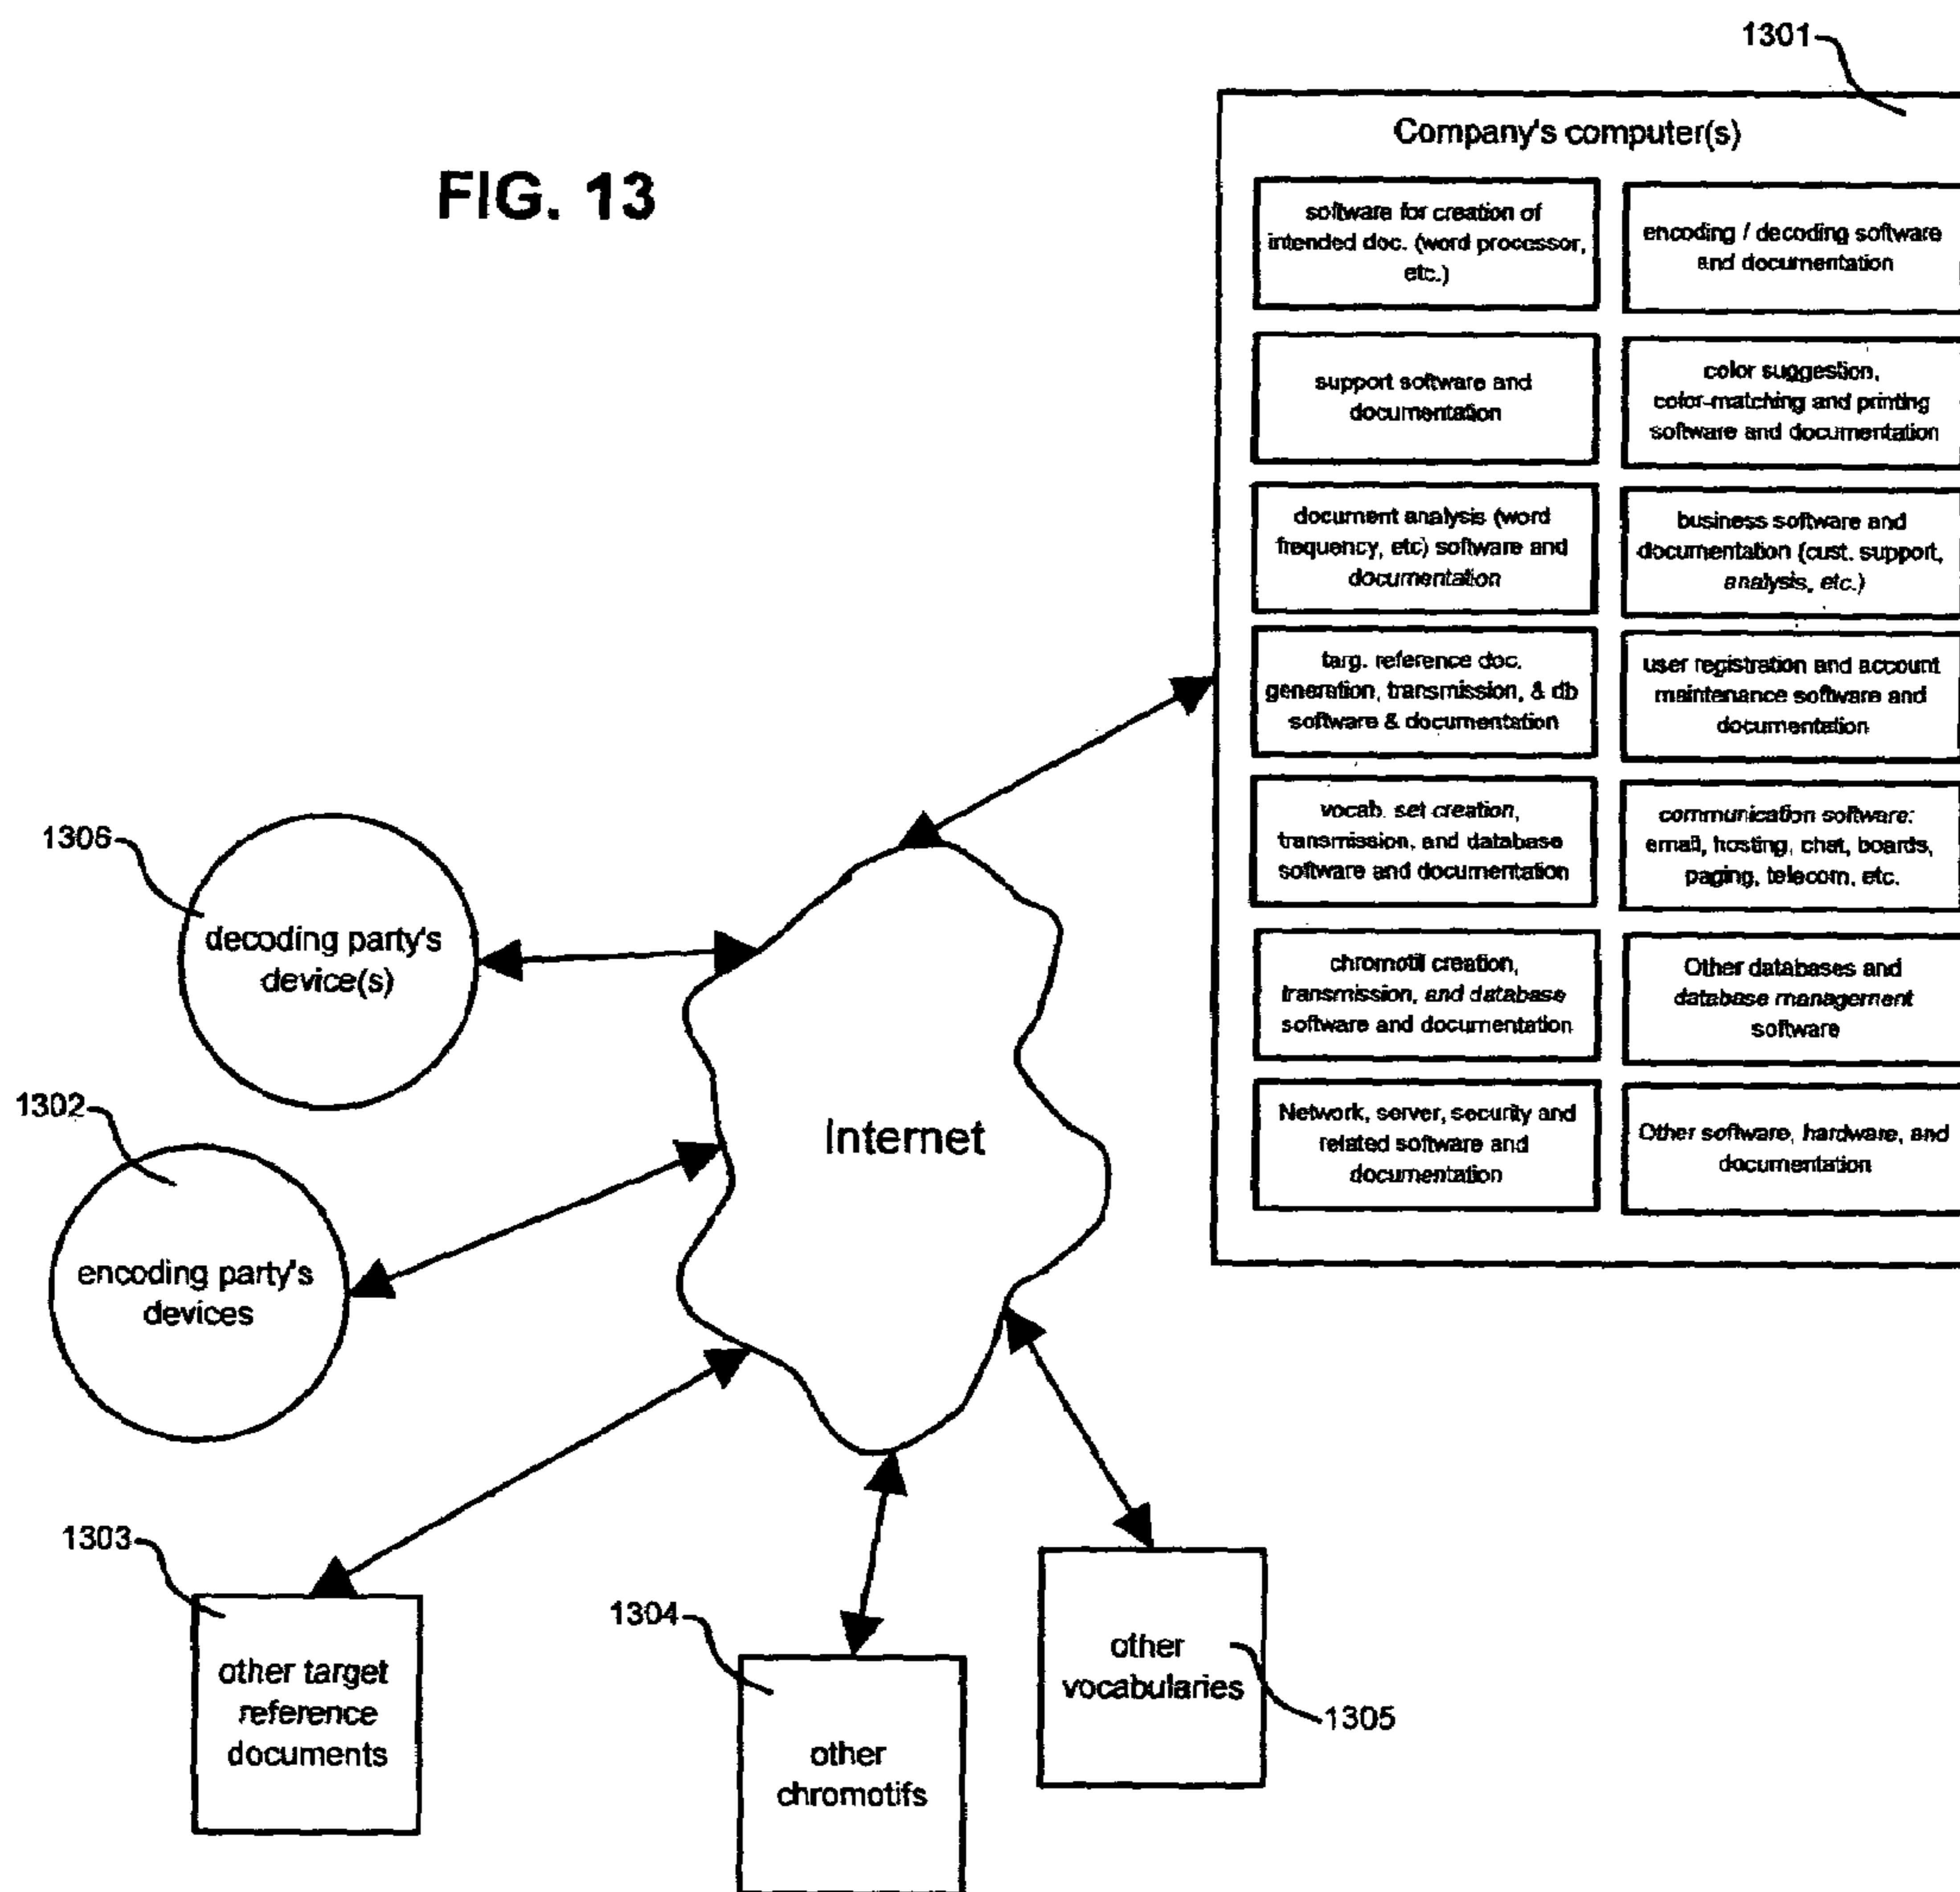 FIG. 13
1301
Company's computer(s)
software for creation of
intended doc. (word processor,
etc.)
encoding / decoding software
and documentation
support software and
documentation
color suggestion,
color-matching and printing
software and documentation
document analysis (word
frequency, etc) software and
documentation
business software and
documentation (cust. support,
analysis, etc.)
targ. reference doc.
generation, transmission, & db
software & documentation
user registration and account
maintenance software and
documentation
vocab. set creation,
transmission, and database
software and documentation
communication software:
email, hosting, chat, boards,
paging, telecom, etc.
chromotif creation,
transmission, and database
software and documentation
Other databases and
database management
software
Network, server, security and
related software and
documentation
Other software, hardware, and
documentation
1306
decoding party's
device(s)
1302
encoding party's
devices
Internet
1303
other target
reference
documents
1304
other
chromotifs
other
vocabularies
1305